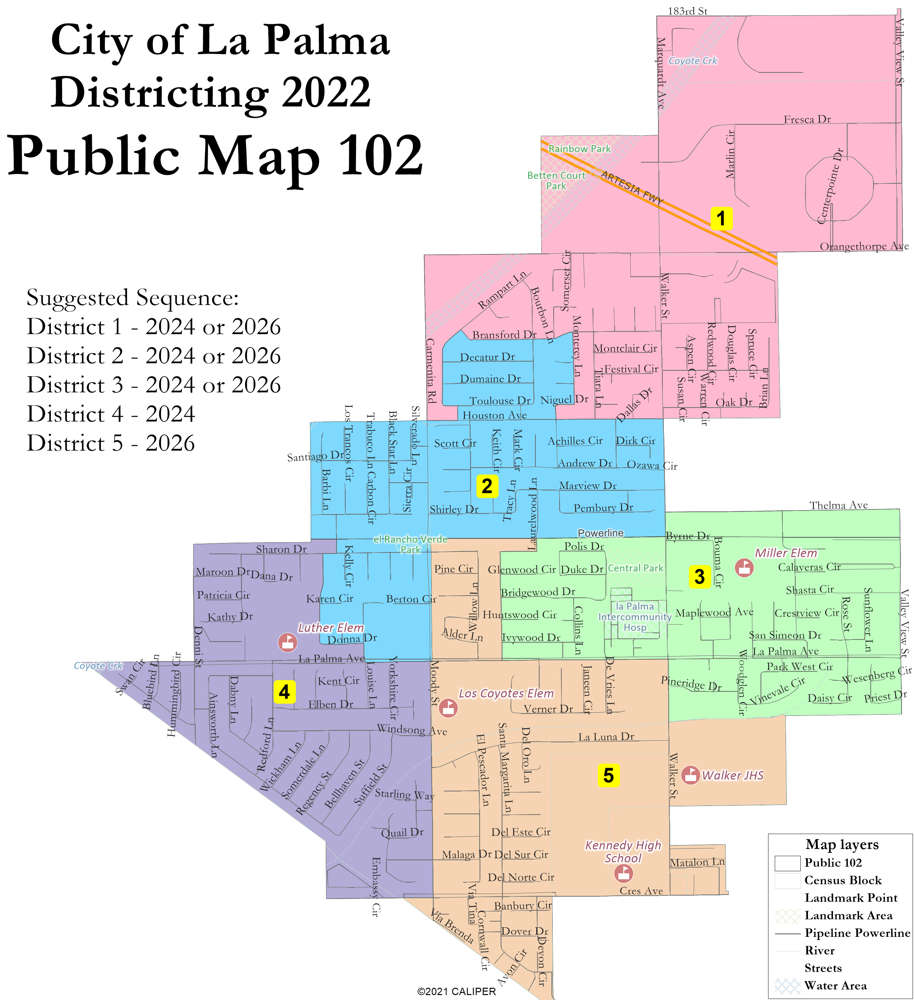 City of La Palma
Districting 2022
Public Map 102
Suggested Sequence:
District 1 - 2024 or 2026
District 2 - 2024 or 2026
District 3 - 2024 or 2026
District 4 - 2024
District 5 - 2026
183rd St
Marquardt Ave
Coyote Crk
Valley View St
Fresca Dr
Marlin Cir
Centerpointe Dr
Rainbow Park
Betten Court
Park
ARTESIA FWY
1
Orangethorpe Ave
Rampart Ln
Bourbon Ln
Somerset Cir
Walker St
Bransford Dr
Monterey Ln
Carmenita Rd
Decatur Dr
Dumaine Dr
Toulouse Dr
Niguel Dr
Houston Ave
Montclair Cir
Festival Cir
Tiara Ln
Dallas Dr
Aspen Cir
Redwood Cir
Douglas Cir
Spruce Cir
Susan Cir
Warren Cir
Oak Dr
Brian Ln
Los Trancos Cir
Trabuco Ln
Black Star Ln
Silverado Ln
Santiago Dr
Barbi Ln
Carbon Cir
Sierra Cir
Scott Cir
Keith Cir
Mark Cir
Achilles Cir
Dirk Cir
Andrew Dr
Ozawa Cir
2
Tracy Ln
Laurelwood Ln
Marview Dr
Shirley Dr
Pembury Dr
Thelma Ave
Powerline
el Rancho Verde
Park
Byrne Dr
Bouma Cir
Miller Elem
Sharon Dr
Kelly Cir
Polis Dr
Maroon Dr
Dana Dr
Pine Cir
Glenwood Cir
Duke Dr
Central Park
3
Calaveras Cir
Patricia Cir
Karen Cir
Berton Cir
Willow Ln
Bridgewood Dr
Shasta Cir
Rose St
Sunflower Ln
Valley View St
Kathy Dr
Huntswood Cir
Collins Ln
la Palma
Intercommunity
Hosp
Maplewood Ave
Crestview Cir
Luther Elem
Denni St
Donna Dr
Alder Ln
Ivywood Dr
San Simeon Dr
La Palma Ave
La Palma Ave
Coyote Crk
Swan Cir
Bluebird Ln
Hummingbird Cir
Louise Ln
Yorkshire Cir
Moody St
Janeen Cir
De Vries Ln
Woodglen Cir
Park West Cir
Wesenberg Cir
Pineridge Dr
Vinevale Cir
Daisy Cir
Priest Dr
Ainsworth Ln
Dabny Ln
4
Kent Cir
Elben Dr
Los Coyotes Elem
Verner Dr
Redford Ln
Windsong Ave
La Luna Dr
Wickham Ln
Somerdale Ln
Regency St
Bellhaven St
Suffield St
El Pescador Ln
Santa Margarita Ln
Del Oro Ln
5
Walker St
Walker JHS
Starling Way
Quail Dr
Del Este Cir
Kennedy High
School
Malaga Dr
Del Sur Cir
Matalon Ln
Embassy Cir
Del Norte Cir
Cres Ave
Via Tina
Banbury Cir
Via Brenda
Cornwall Cir
Dover Dr
Devon Cir
Avon Cir
Map layers
Public 102
Census Block
Landmark Point
Landmark Area
Pipeline Powerline
River
Streets
Water Area
©2021 CALIPER